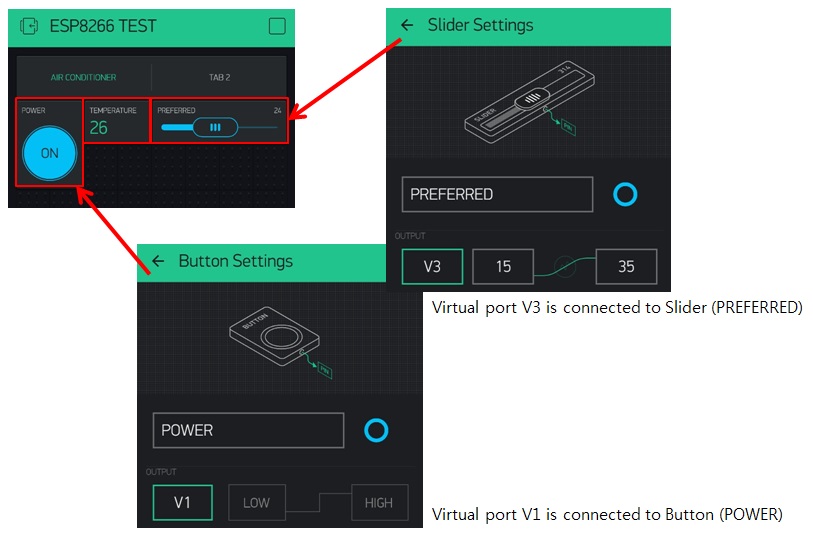 ESP8266 TEST
AIR CONDITIONER
TAB 2
POWER
ON
TEMPERATURE
26
PREFERRED
24
Slider Settings
SLIDER
314
PIN
PREFERRED
OUTPUT
V3
15
35
Virtual port V3 is connected to Slider (PREFERRED)
Button Settings
BUTTON
PIN
POWER
OUTPUT
V1
LOW
HIGH
Virtual port V1 is connected to Button (POWER)